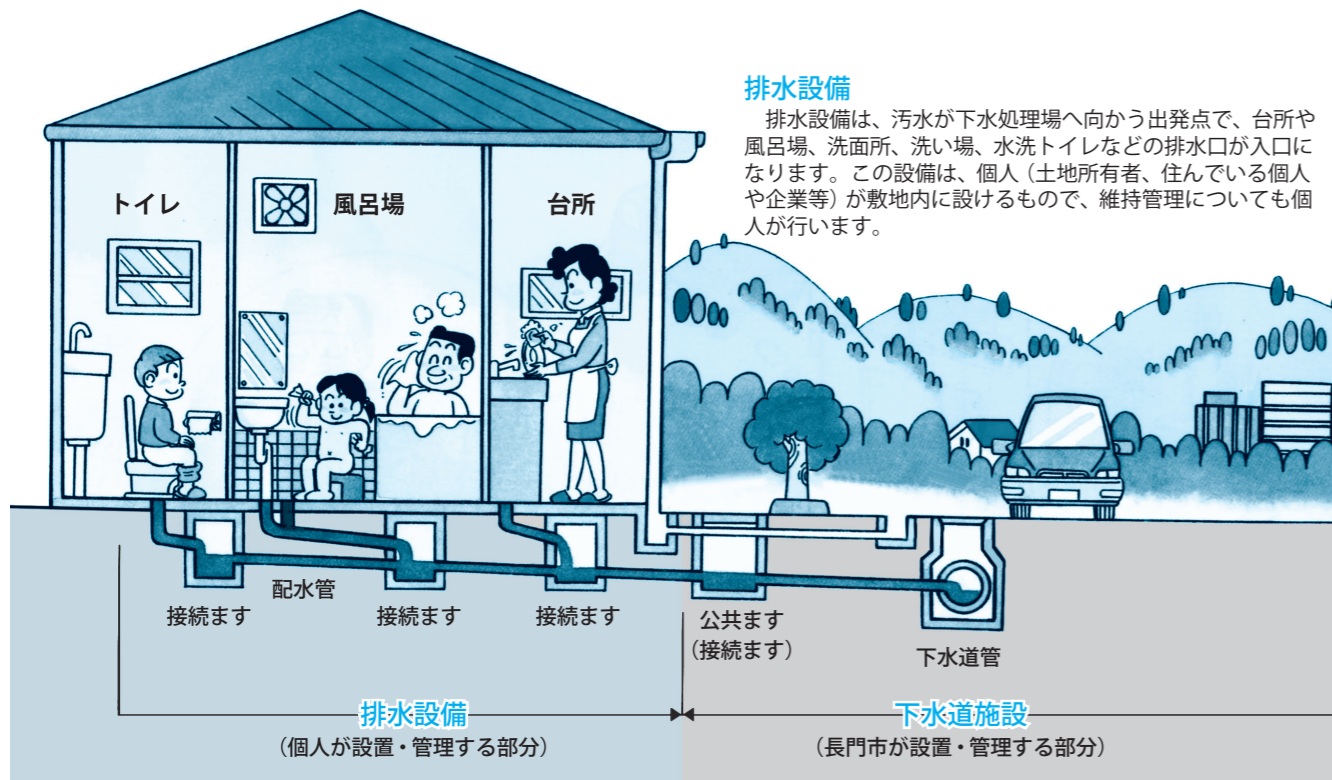 排水設備
排水設備は、汚水が下水処理場へ向かう出発点で、台所や
風呂場、洗面所、洗い場、水洗トイレなどの排水口が入口に
なります。この設備は、個人（土地所有者、住んでいる個人
や企業等）が敷地内に設けるもので、維持管理についても個
人が行います。
トイレ
風呂場
台所
配水管
接続ます
接続ます
接続ます
公共ます
（接続ます）
下水道管
排水設備
（個人が設置・管理する部分）
下水道施設
（長門市が設置・管理する部分）